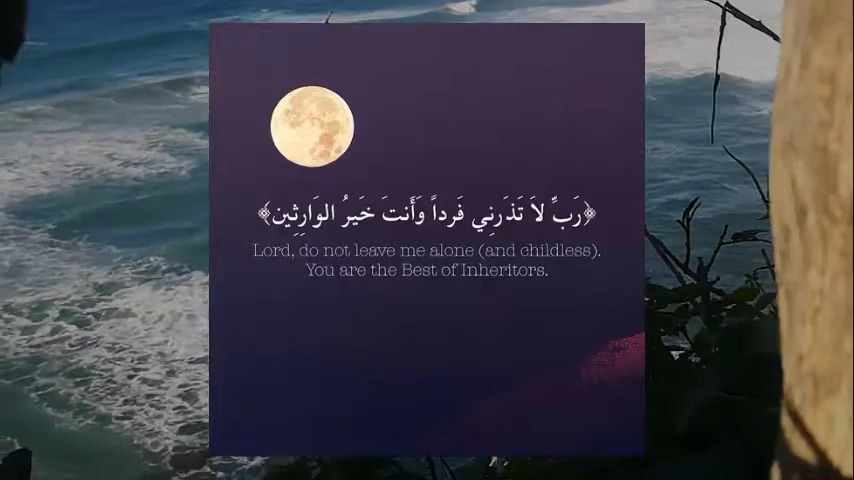 ﴿رَبِّ لاَ تَذَرنِي فَرداً وَأَنتَ خَيرُ الوَارِثِين﴾
Lord, do not leave me alone (and childless).
You are the Best of Inheritors.